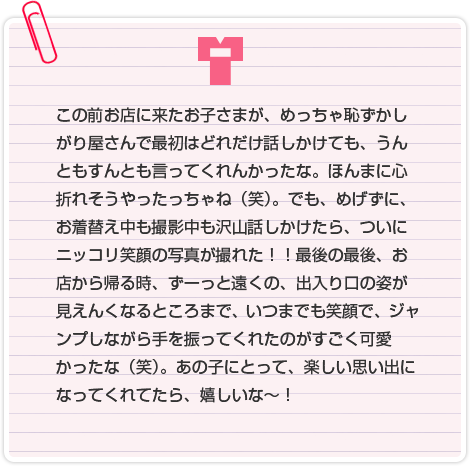 この前お店に来たお子さまが、めっちゃ恥ずかし
がり屋さんで最初はどれだけ話しかけても、うん
ともすんとも言ってくれんかったな。ほんまに心
折れそうやったっちゃね（笑）。でも、めげずに、
お着替え中も撮影中も沢山話しかけたら、ついに
ニッコリ笑顔の写真が撮れた！！最後の最後、お
店から帰る時、ずーっと遠くの、出入り口の姿が
見えんくなるところまで、いつまでも笑顔で、ジャ
ンプしながら手を振ってくれたのがすごく可愛
かったな（笑）。あの子にとって、楽しい思い出に
なってくれてたら、嬉しいな～！